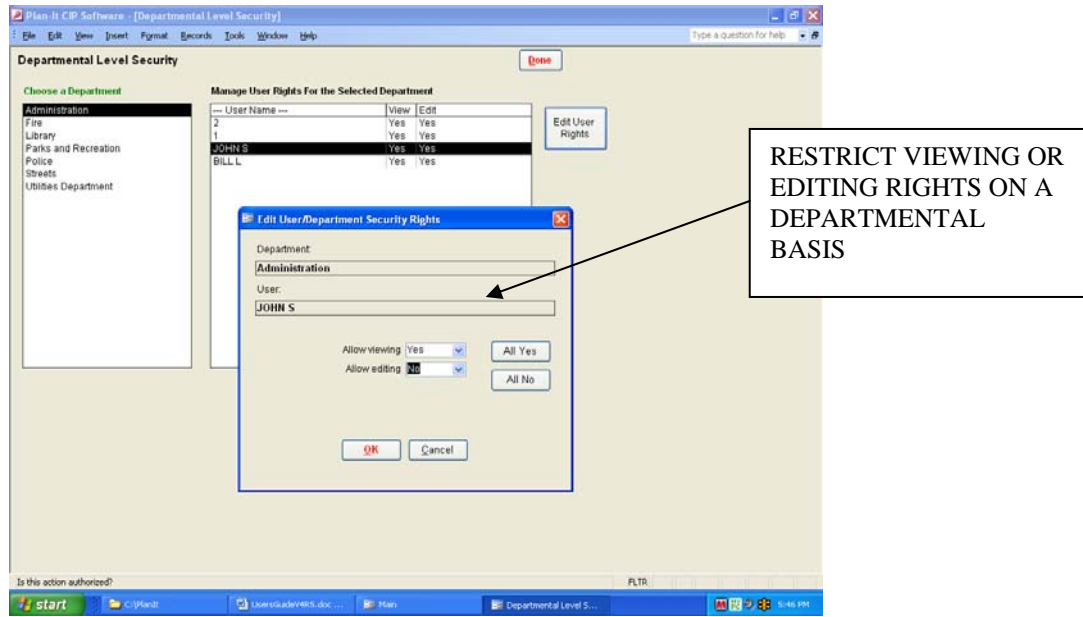 Plan-It CIP Software - [Departmental Level Security]
File Edit View Insert Format Records Tools Window Help
Type a question for help
Departmental Level Security
Done
Choose a Department
Manage User Rights For the Selected Department
Administration
Fire
Library
Parks and Recreation
Police
Streets
Utilities Department
--- User Name --- View Edit
2 Yes Yes
1 Yes Yes
JOHN S Yes Yes
BILL L Yes Yes
Edit User
Rights
RESTRICT VIEWING OR
EDITING RIGHTS ON A
DEPARTMENTAL
BASIS
Edit User/Department Security Rights
Department:
Administration
User:
JOHN S
Allow viewing Yes
All Yes
Allow editing No
All No
OK Cancel
Is this action authorized?
FLTR
start
C:\PlanIt
UsersGuideV4RS.doc ...
Main
Departmental Level S...
5:46 PM